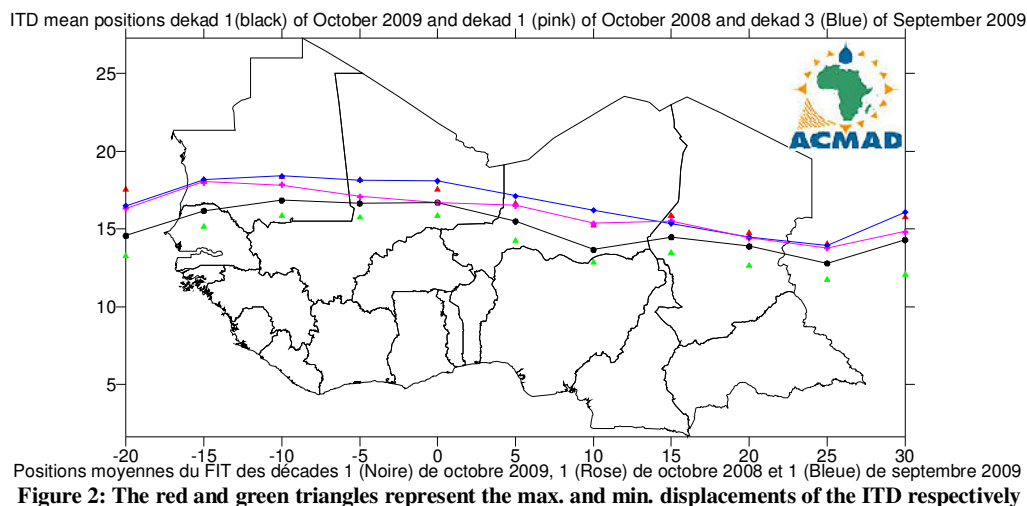 ITD mean positions dekad 1(black) of October 2009 and dekad 1 (pink) of October 2008 and dekad 3 (Blue) of September 2009
25
20
15
10
5
ACMAD
-20 -15 -10 -5 0 5 10 15 20 25 30
Positions moyennes du FIT des décades 1 (Noire) de octobre 2009, 1 (Rose) de octobre 2008 et 1 (Bleue) de septembre 2009
Figure 2: The red and green triangles represent the max. and min. displacements of the ITD respectively